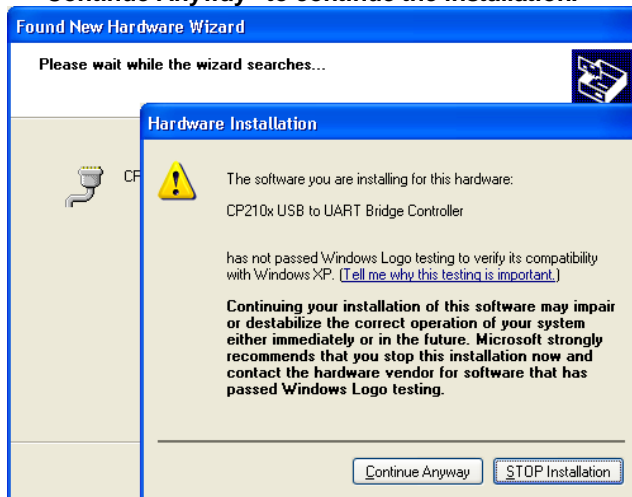 "Continue Anyway" to continue the installation.
Found New Hardware Wizard
Please wait while the wizard searches...
Hardware Installation
CP
The software you are installing for this hardware:
CP210x USB to UART Bridge Controller
has not passed Windows Logo testing to verify its compatibility
with Windows XP. (Tell me why this testing is important.)
Continuing your installation of this software may impair
or destabilize the correct operation of your system
either immediately or in the future. Microsoft strongly
recommends that you stop this installation now and
contact the hardware vendor for software that has
passed Windows Logo testing.
Continue Anyway STOP Installation